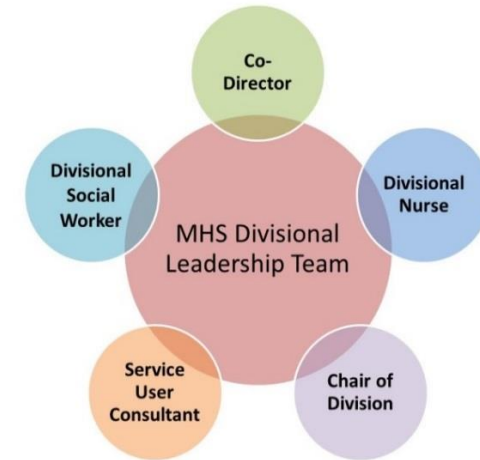 Co-
Director
Divisional
Social
Worker
Divisional
Nurse
MHS Divisional
Leadership Team
Service
User
Consultant
Chair of
Division